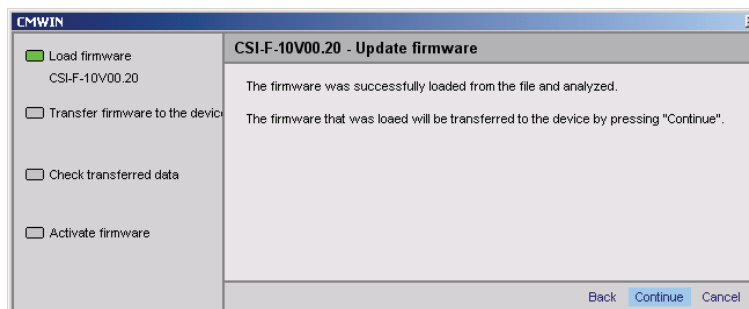 CMWIN
Load firmware
CSI-F-10V00.20
Transfer firmware to the device
Check transferred data
Activate firmware
CSI-F-10V00.20 - Update firmware
The firmware was successfully loaded from the file and analyzed.
The firmware that was loaed will be transferred to the device by pressing "Continue".
Back Continue Cancel